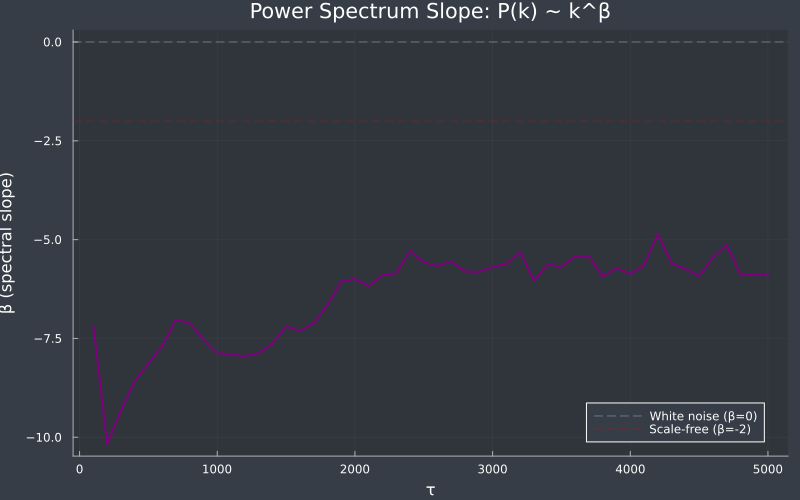 Power Spectrum Slope: P(k) ~ k^β
β (spectral slope)
0.0
−2.5
−5.0
−7.5
−10.0
0 1000 2000 3000 4000 5000
τ
White noise (β=0)
Scale-free (β=-2)